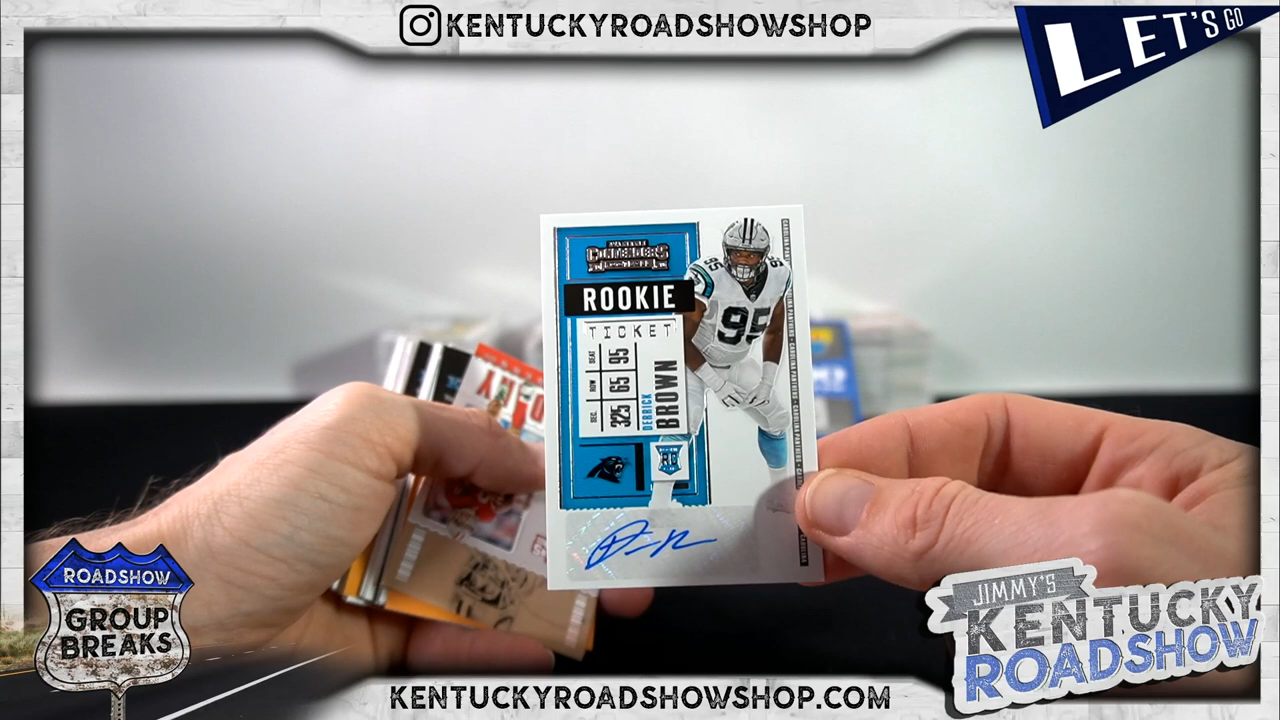 KENTUCKYROADSHOWSHOP
LET'S GO
CONTENDERS
ROOKIE
TICKET
SEAT 95
ROW 65
SEC. 325
DERRICK
BROWN
95
ROADSHOW
GROUP
BREAKS
JIMMY'S
KENTUCKY
ROADSHOW
KENTUCKYROADSHOWSHOP.COM